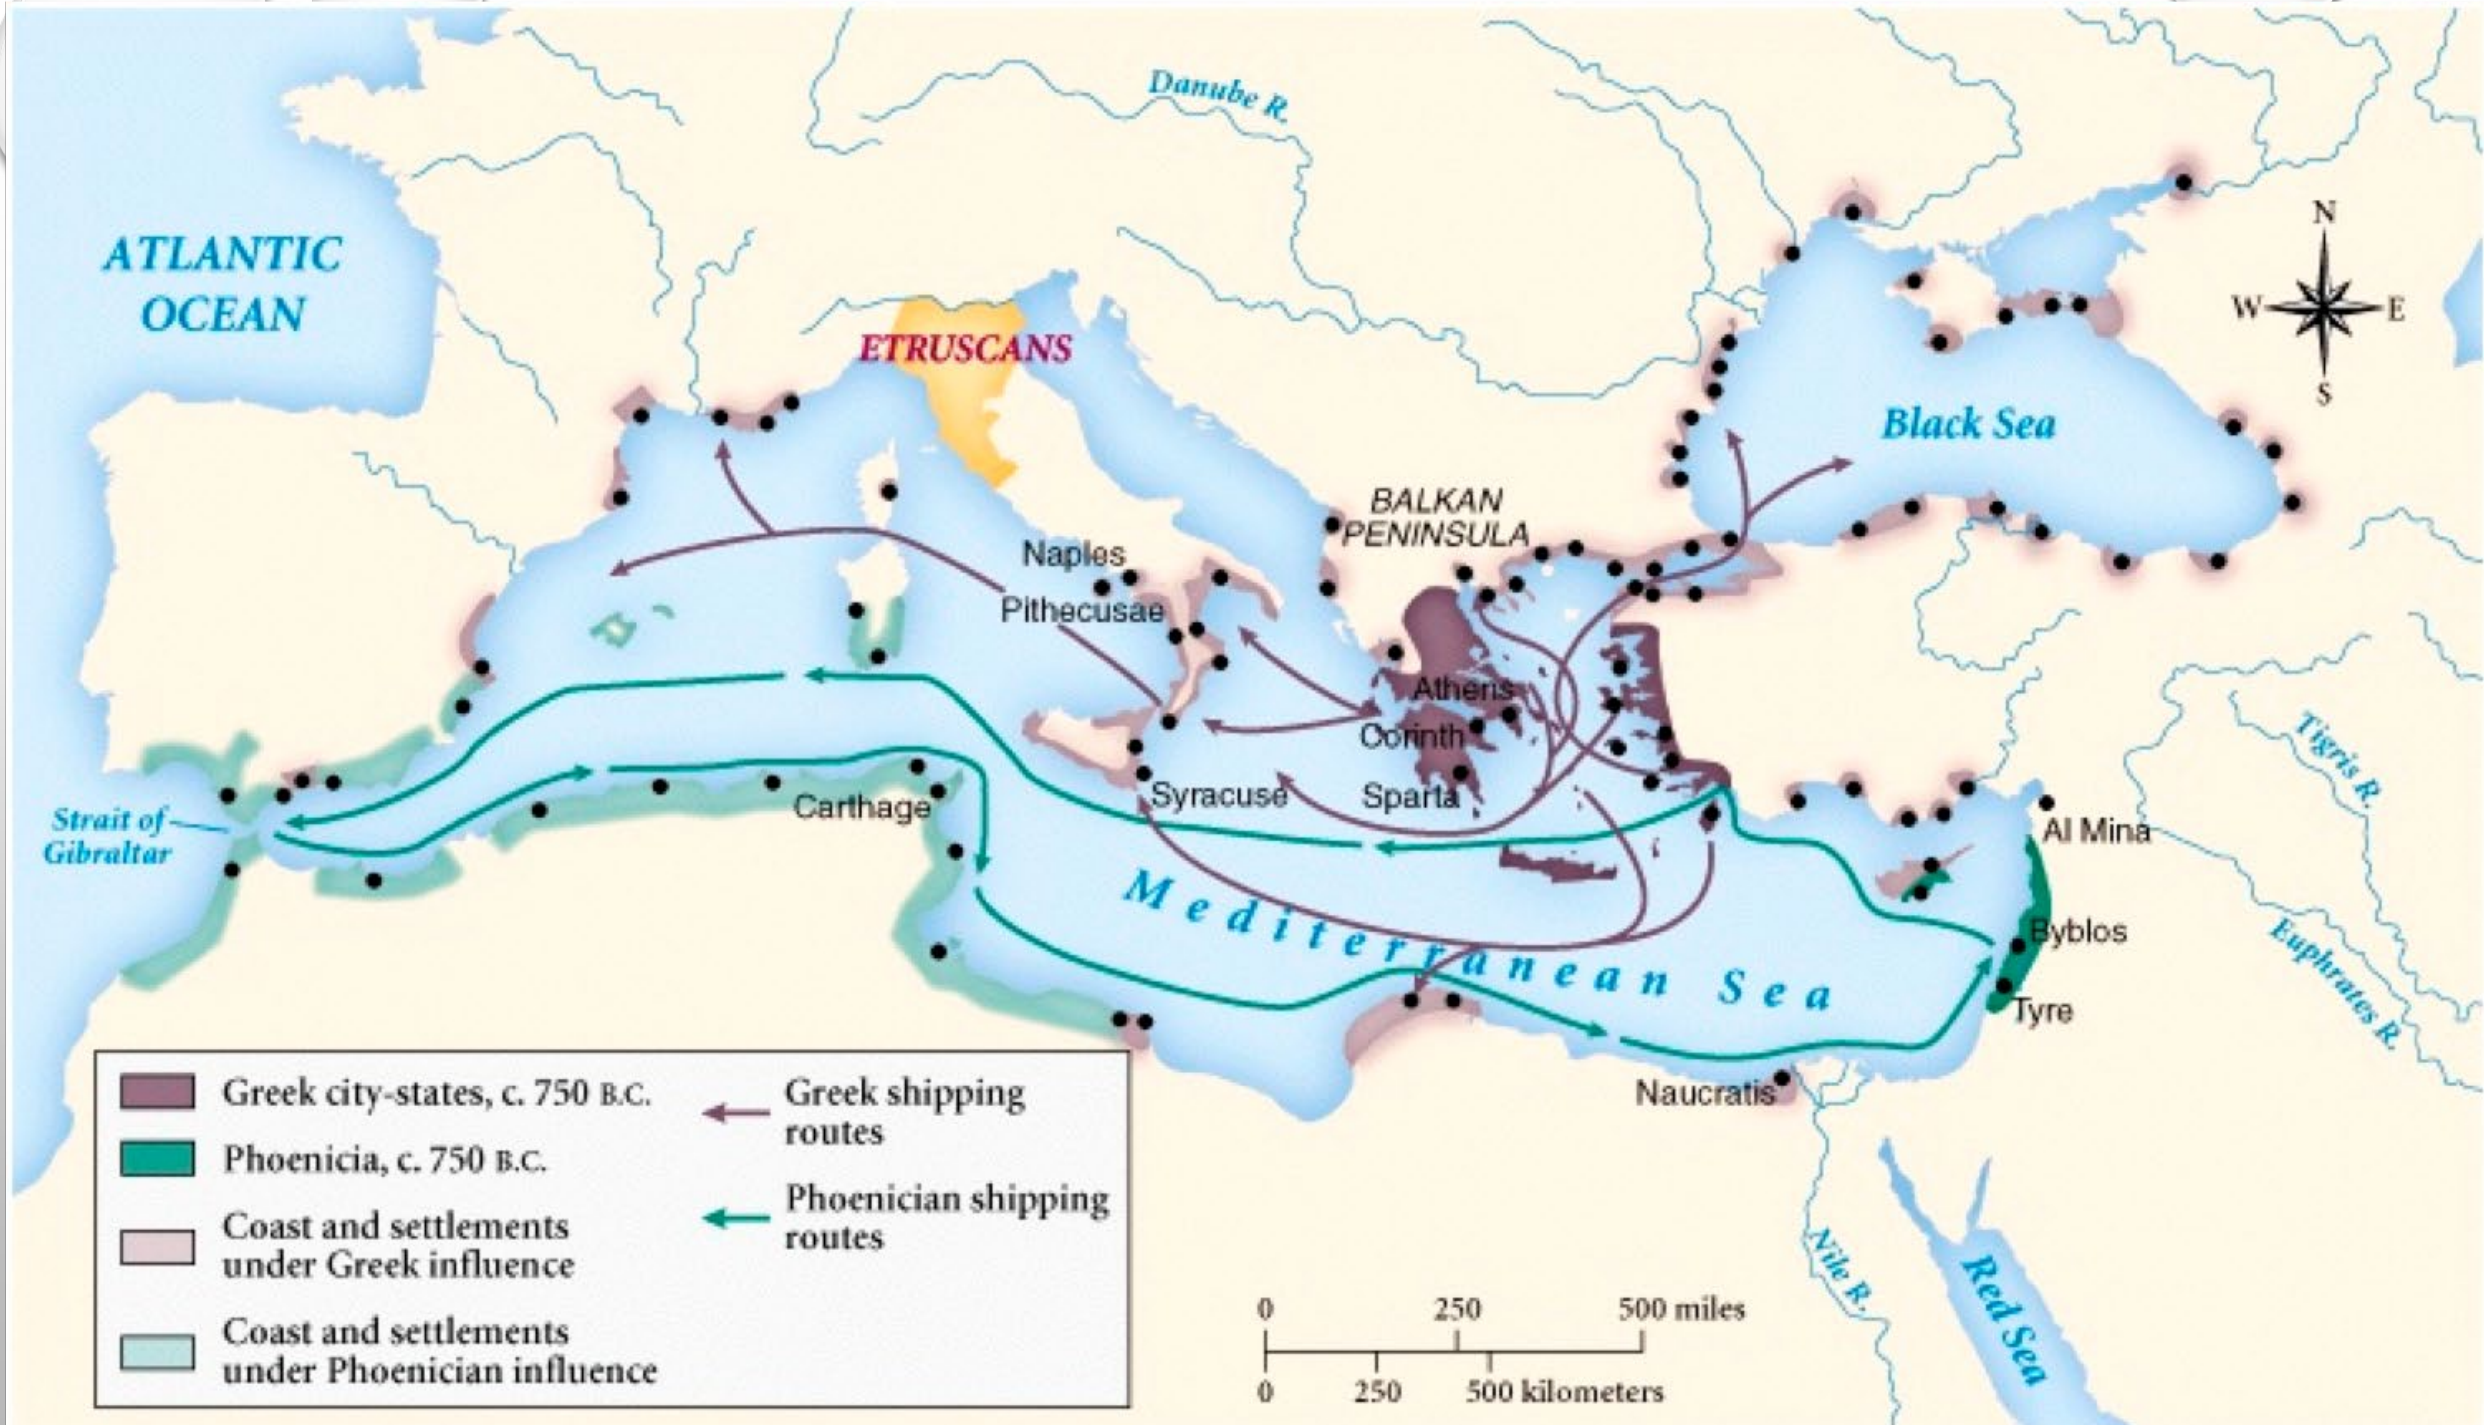 Danube R.
ATLANTIC
OCEAN
N
W
E
S
ETRUSCANS
Black Sea
BALKAN
PENINSULA
Naples
Pithecusae
Athens
Corinth
Sparta
Syracuse
Carthage
Strait of
Gibraltar
Tigris R.
Al Mina
Mediterranean Sea
Byblos
Euphrates R.
Tyre
Naucratis
Nile R.
Red Sea
Greek city-states, c. 750 B.C.
Phoenicia, c. 750 B.C.
Coast and settlements
under Greek influence
Coast and settlements
under Phoenician influence
Greek shipping
routes
Phoenician shipping
routes
0 250 500 miles
0 250 500 kilometers